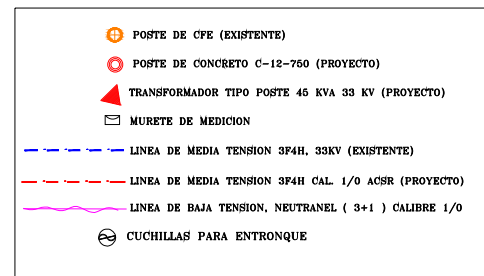 POSTE DE CFE (EXISTENTE)
POSTE DE CONCRETO C-12-750 (PROYECTO)
TRANSFORMADOR TIPO POSTE 45 KVA 33 KV (PROYECTO)
MURETE DE MEDICION
LINEA DE MEDIA TENSION 3F4H, 33KV (EXISTENTE)
LINEA DE MEDIA TENSION 3F4H CAL. 1/0 ACSR (PROYECTO)
LINEA DE BAJA TENSION, NEUTRANEL ( 3+1 ) CALIBRE 1/0
CUCHILLAS PARA ENTRONQUE